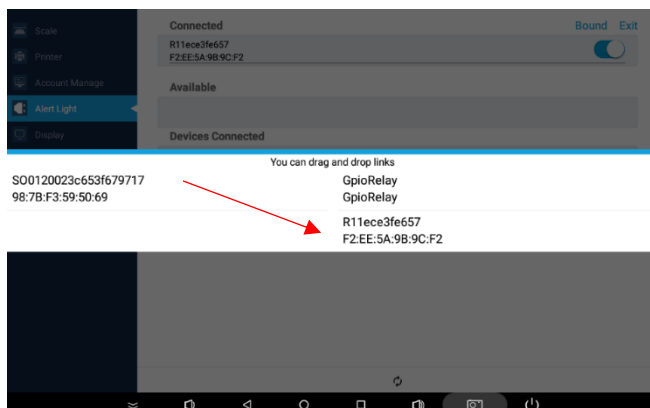 Scale
Connected
Bound Exit
R11ece3fe657
F2:EE:5A:9B:9C:F2
Printer
Account Manage
Available
Alert Light
Display
Devices Connected
You can drag and drop links
SO0120023c653f679717
98:7B:F3:59:50:69
GpioRelay
GpioRelay
R11ece3fe657
F2:EE:5A:9B:9C:F2